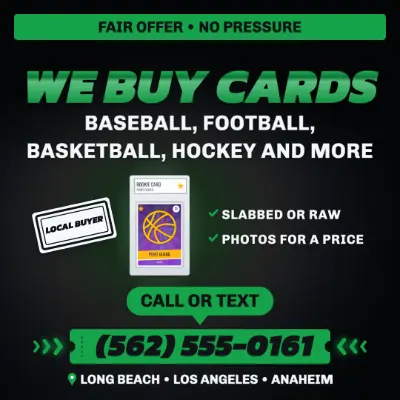 FAIR OFFER • NO PRESSURE
WE BUY CARDS
BASEBALL, FOOTBALL,
BASKETBALL, HOCKEY AND MORE
ROOKIE CARD
LOCAL BUYER
SLABBED OR RAW
PHOTOS FOR A PRICE
CALL OR TEXT
(562) 555-0161
LONG BEACH • LOS ANGELES • ANAHEIM